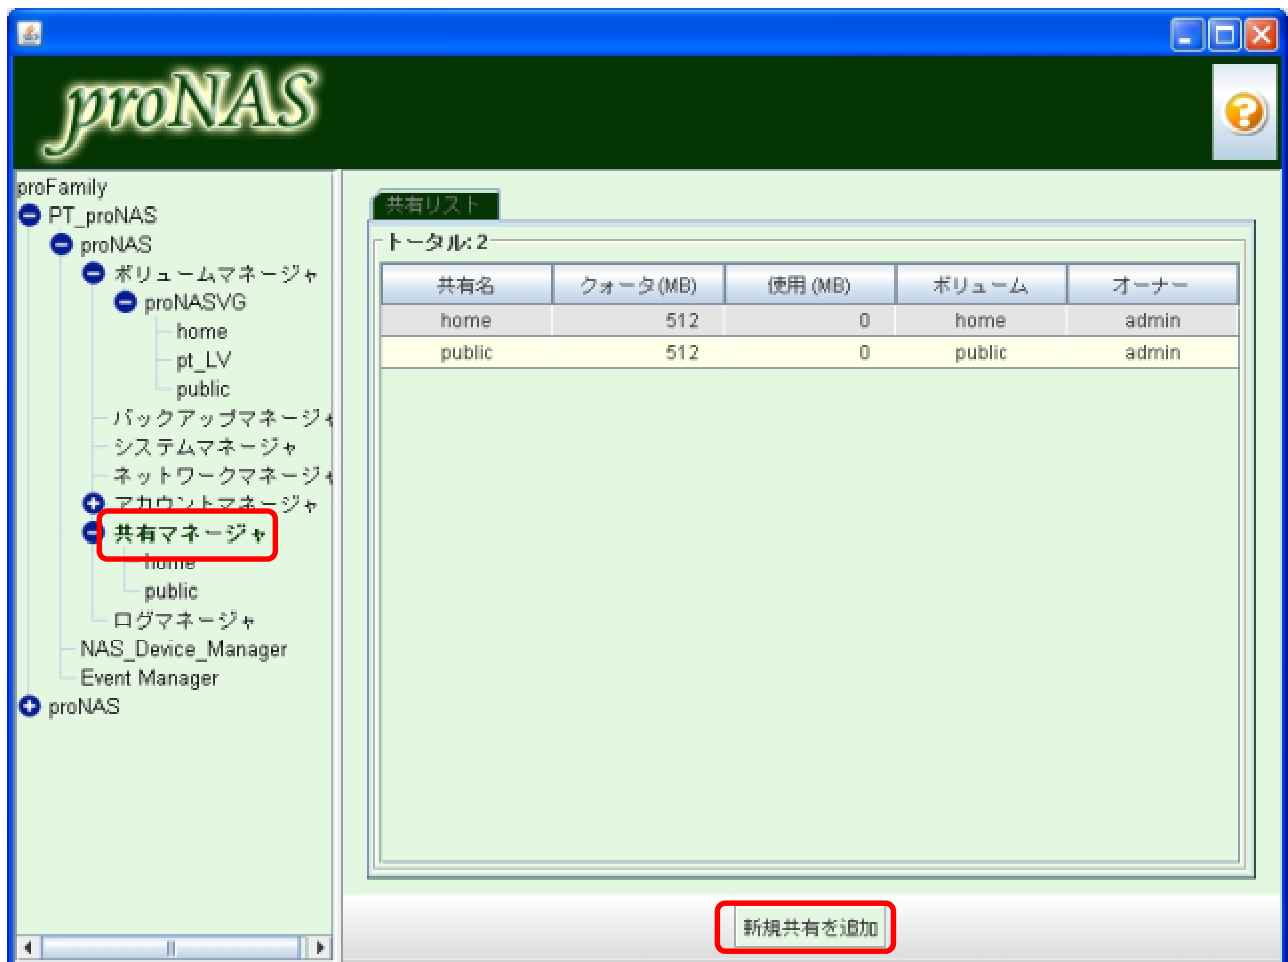 proNAS
proFamily
PT_proNAS
proNAS
ボリュームマネージャ
proNASVG
home
pt_LV
public
バックアップマネージャ
システムマネージャ
ネットワークマネージャ
アカウントマネージャ
共有マネージャ
home
public
ログマネージャ
NAS_Device_Manager
Event Manager
proNAS
共有リスト
トータル: 2
共有名 クォータ(MB) 使用 (MB) ボリューム オーナー
home 512 0 home admin
public 512 0 public admin
新規共有を追加